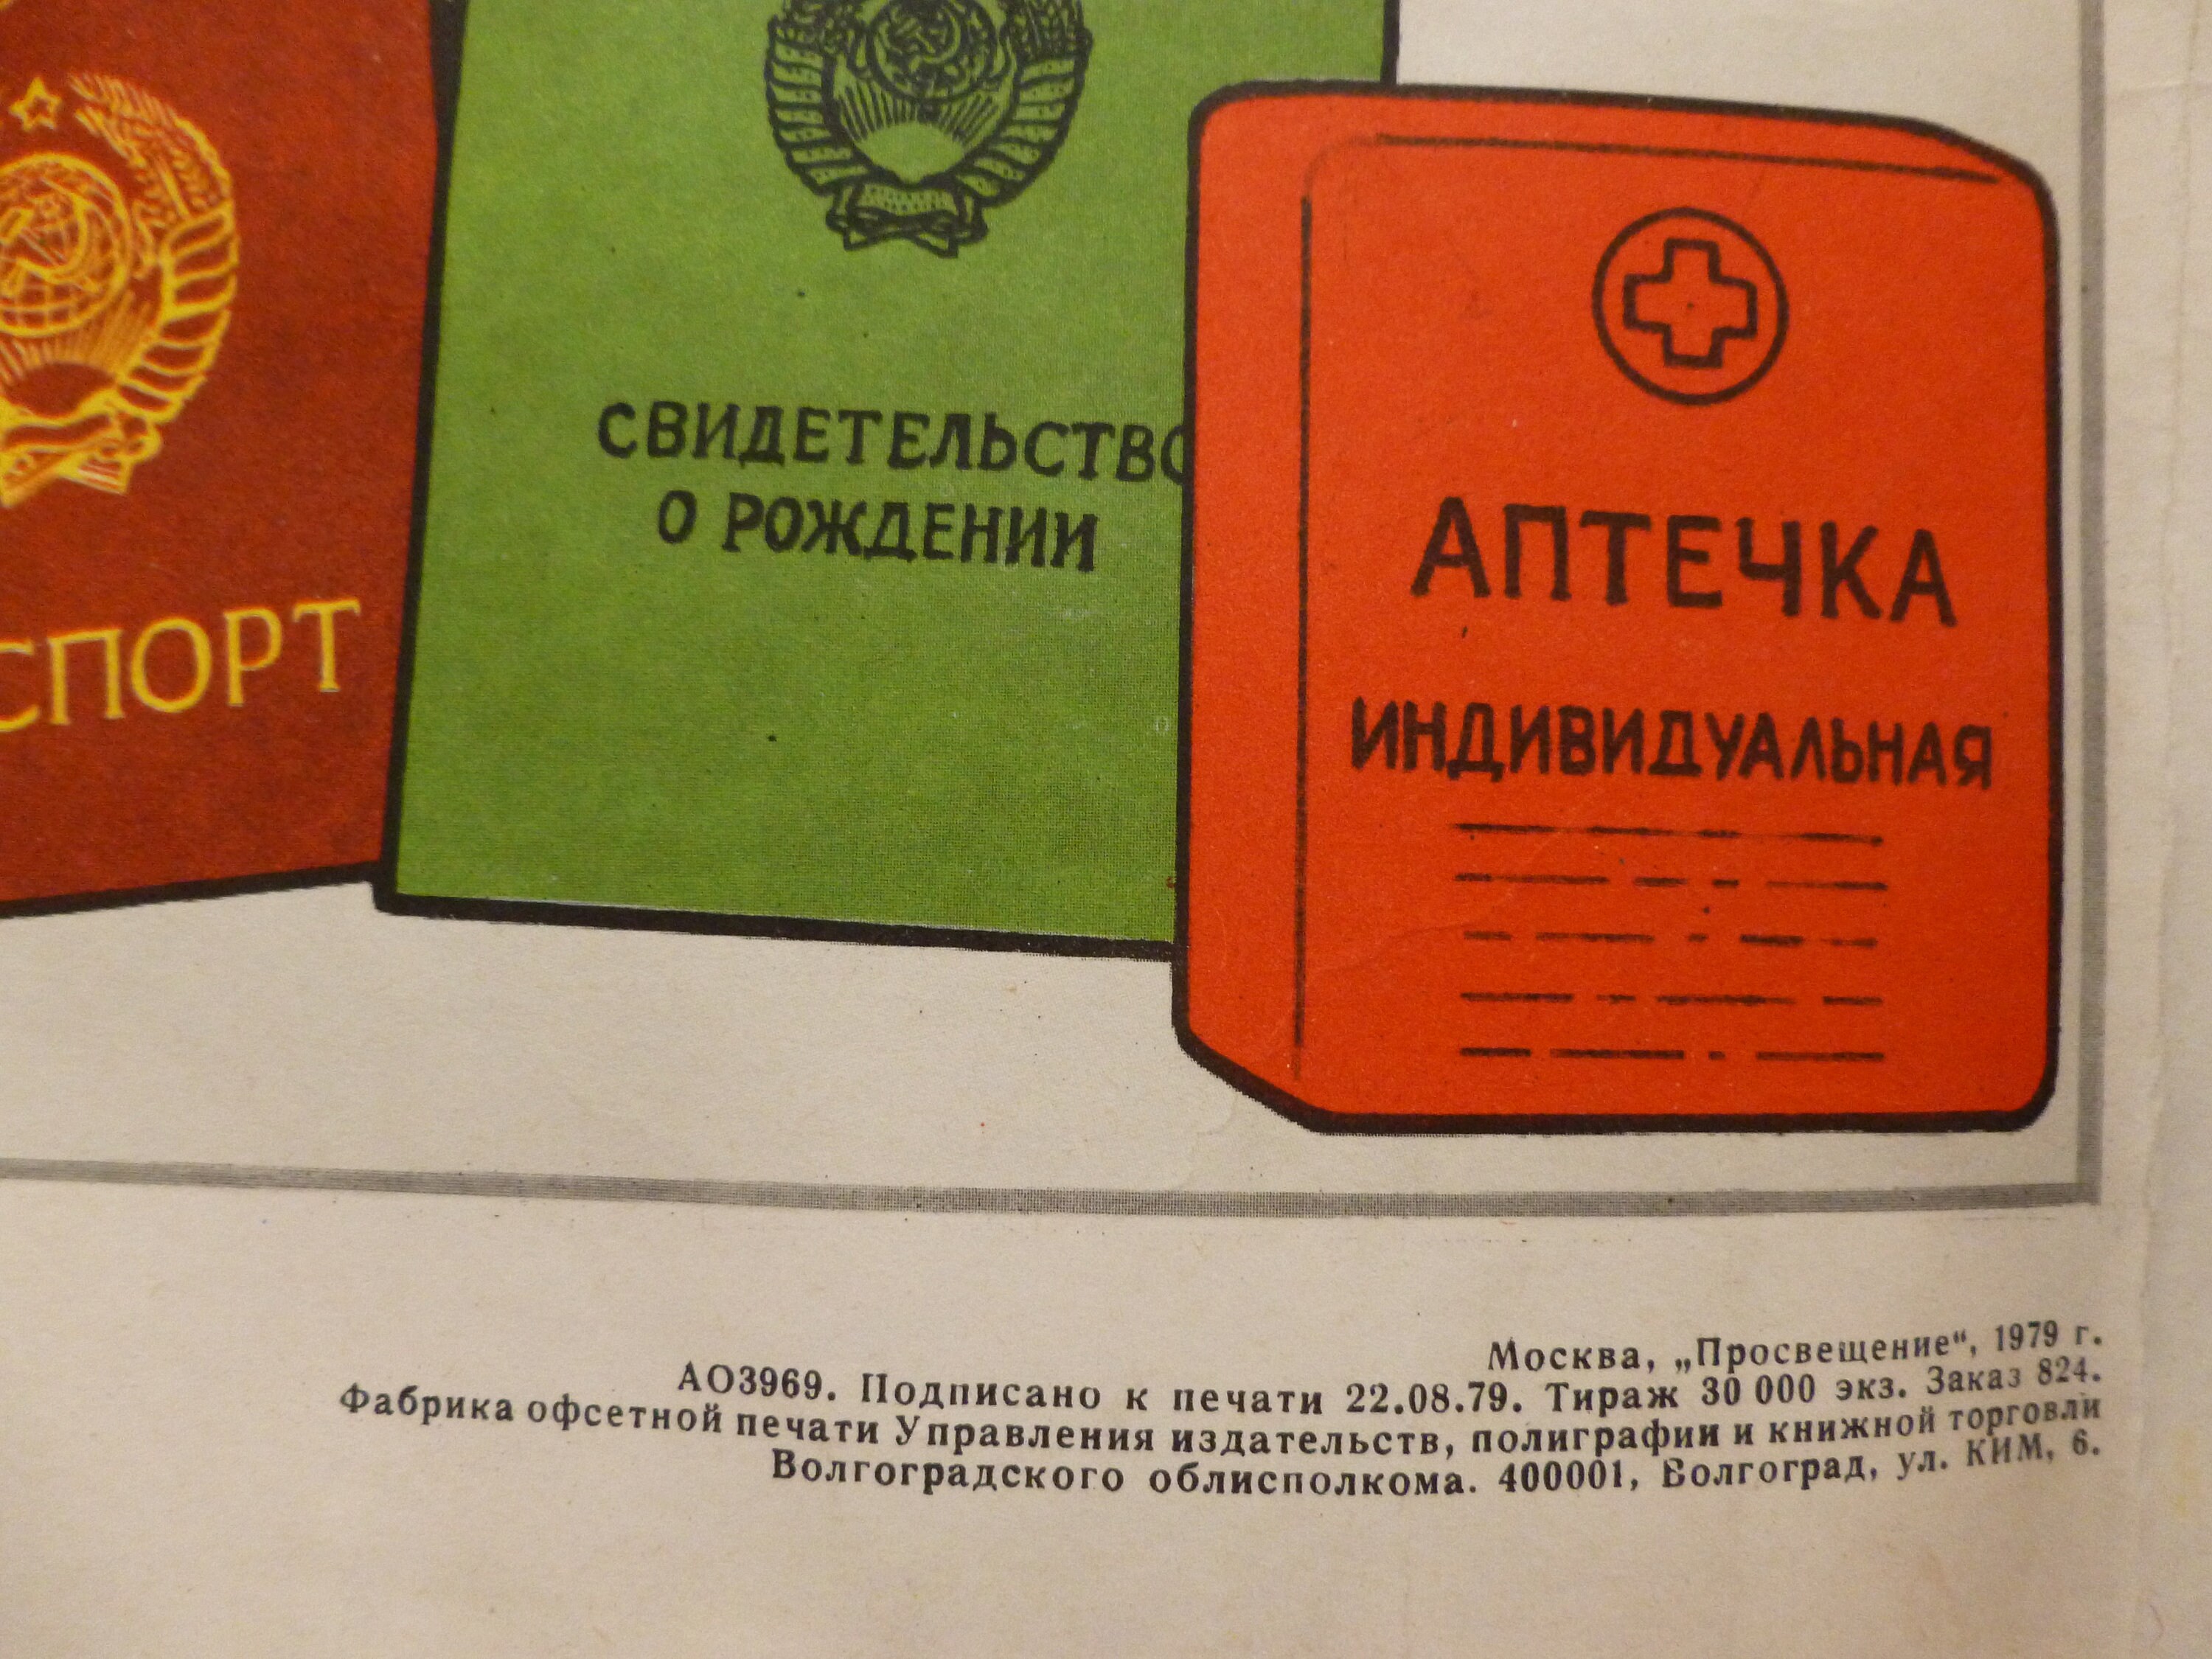 СПОРТ
СВИДЕТЕЛЬСТВО
О РОЖДЕНИИ
АПТЕЧКА
ИНДИВИДУАЛЬНАЯ
Москва, „Просвещение“, 1979 г.
АО3969. Подписано к печати 22.08.79. Тираж 30 000 экз. Заказ 824.
Фабрика офсетной печати Управления издательств, полиграфии и книжной торговли
Волгоградского облисполкома. 400001, Волгоград, ул. КИМ, 6.